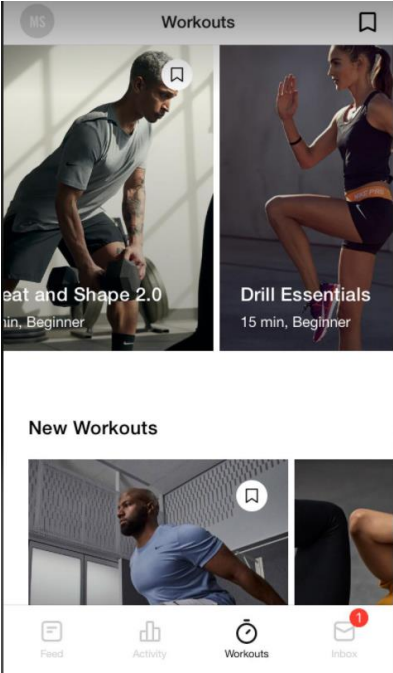 MS
Workouts
eat and Shape 2.0
Drill Essentials
in, Beginner
15 min, Beginner
New Workouts
1
Feed
Activity
Workouts
Inbox